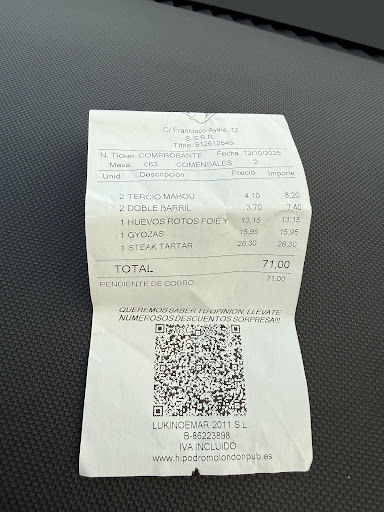 C/ Francisco Ayala, 12
S.G.R.R.
Tlfno. 912612545
N. Ticket: COMPROBANTE Fecha: 12/10/2025
Mesa: 063 COMENSALES 2
Unid. Descripción Precio Importe
2 TERCIO MAHOU 4,10 8,20
2 DOBLE BARRIL 3,70 7,40
1 HUEVOS ROTOS FOIE Y 13,15 13,15
1 GYOZAS 15,95 15,95
1 STEAK TARTAR 26,30 26,30
TOTAL 71,00
PENDIENTE DE COBRO 71,00
QUEREMOS SABER TU OPINION, LLÉVATE
NUMEROSOS DESCUENTOS SORPRESA!!!
LUKINOEMAR 2011 S.L.
B-86223898
IVA INCLUIDO
www.hipodromolondonpub.es